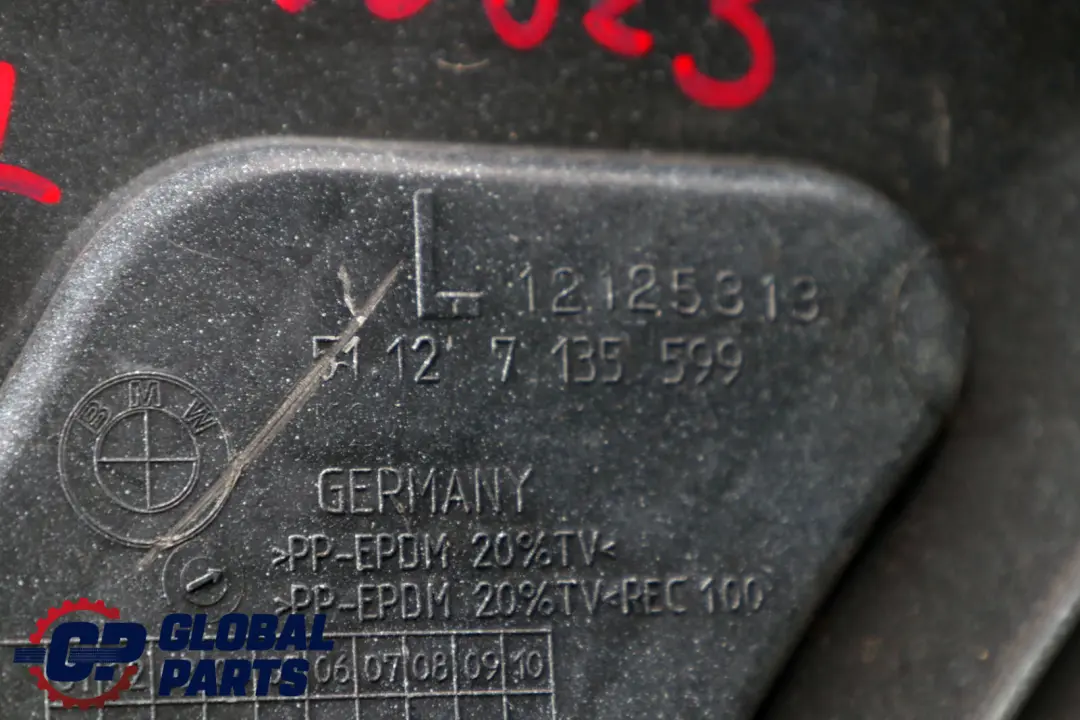 023
L 12125313
51 12 7 135 599
BMW
GERMANY
>PP-EPDM 20%TV<
>PP-EPDM 20%TV<REC 100
06 07 08 09 10
GP GLOBAL
PARTS